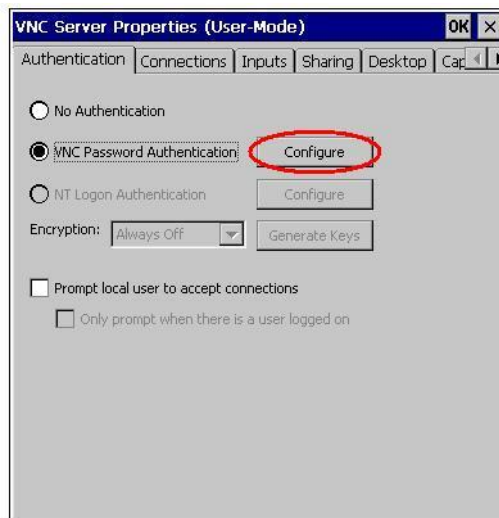 VNC Server Properties (User-Mode) OK ×
Authentication Connections Inputs Sharing Desktop Cap
No Authentication
VNC Password Authentication Configure
NT Logon Authentication Configure
Encryption: Always Off Generate Keys
Prompt local user to accept connections
Only prompt when there is a user logged on